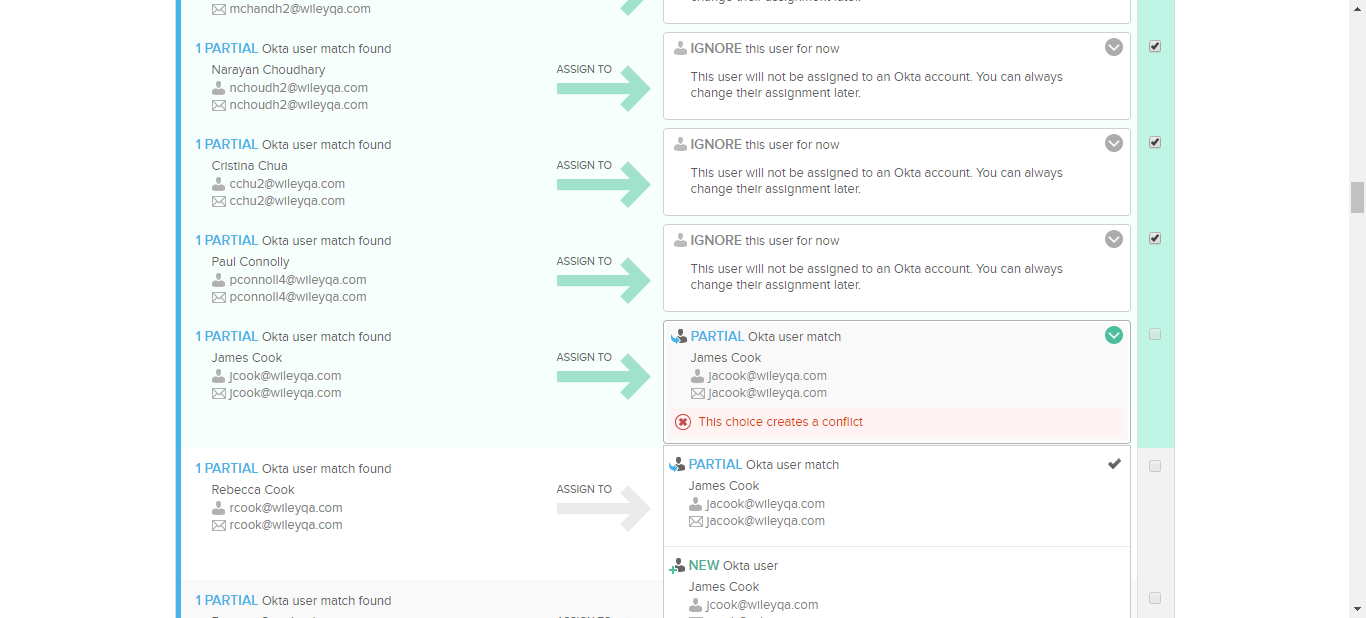 mchandh2@wileyqa.com
1 PARTIAL Okta user match found
Narayan Choudhary
nchoudh2@wileyqa.com
nchoudh2@wileyqa.com
ASSIGN TO
IGNORE this user for now
This user will not be assigned to an Okta account. You can always
change their assignment later.
1 PARTIAL Okta user match found
Cristina Chua
cchu2@wileyqa.com
cchu2@wileyqa.com
ASSIGN TO
IGNORE this user for now
This user will not be assigned to an Okta account. You can always
change their assignment later.
1 PARTIAL Okta user match found
Paul Connolly
pconnoll4@wileyqa.com
pconnoll4@wileyqa.com
ASSIGN TO
IGNORE this user for now
This user will not be assigned to an Okta account. You can always
change their assignment later.
1 PARTIAL Okta user match found
James Cook
jcook@wileyqa.com
jcook@wileyqa.com
ASSIGN TO
PARTIAL Okta user match
James Cook
jacook@wileyqa.com
jacook@wileyqa.com
This choice creates a conflict
1 PARTIAL Okta user match found
Rebecca Cook
rcook@wileyqa.com
rcook@wileyqa.com
ASSIGN TO
PARTIAL Okta user match
James Cook
jacook@wileyqa.com
jacook@wileyqa.com
NEW Okta user
James Cook
jcook@wileyqa.com
1 PARTIAL Okta user match found